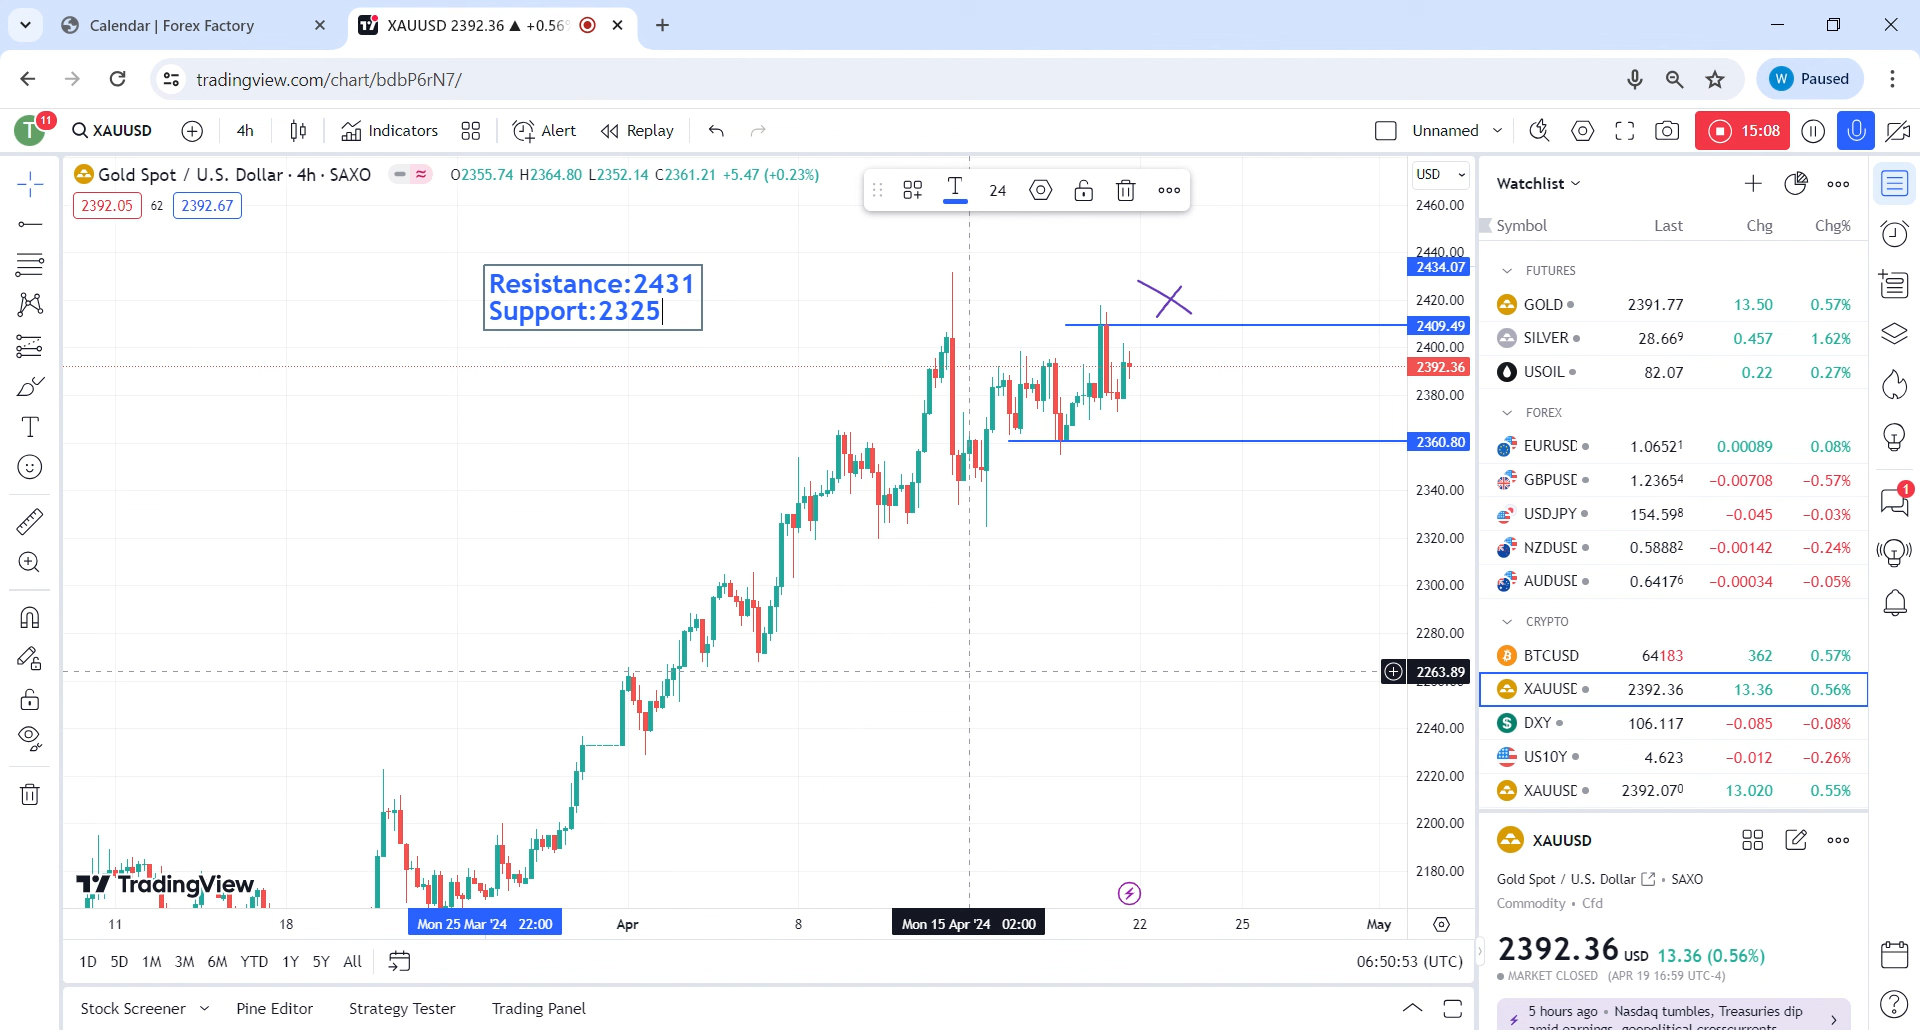 Calendar | Forex Factory
XAUUSD 2392.36 ▲ +0.56
tradingview.com/chart/bdbP6rN7/
W Paused
T 11 XAUUSD 4h Indicators Alert Replay Unnamed 15:08
Gold Spot / U.S. Dollar · 4h · SAXO O2355.74 H2364.80 L2352.14 C2361.21 +5.47 (+0.23%)
2392.05 62 2392.67
T 24
USD
Resistance:2431
Support:2325
2460.00
2440.00
2434.07
2420.00
2409.49
2400.00
2392.36
2380.00
2360.80
2340.00
2320.00
2300.00
2280.00
2263.89
2240.00
2220.00
2200.00
2180.00
TradingView
11 18 Mon 25 Mar '24 22:00 Apr 8 Mon 15 Apr '24 02:00 22 25 May
1D 5D 1M 3M 6M YTD 1Y 5Y All 06:50:53 (UTC)
Stock Screener Pine Editor Strategy Tester Trading Panel
Watchlist
Symbol Last Chg Chg%
FUTURES
GOLD 2391.77 13.50 0.57%
SILVER 28.669 0.457 1.62%
USOIL 82.07 0.22 0.27%
FOREX
EURUSD 1.06521 0.00089 0.08%
GBPUSD 1.23654 −0.00708 −0.57%
USDJPY 154.598 −0.045 −0.03%
NZDUSD 0.58882 −0.00142 −0.24%
AUDUSD 0.64176 −0.00034 −0.05%
CRYPTO
BTCUSD 64183 362 0.57%
XAUUSD 2392.36 13.36 0.56%
DXY 106.117 −0.085 −0.08%
US10Y 4.623 −0.012 −0.26%
XAUUSD 2392.070 13.020 0.55%
XAUUSD
Gold Spot / U.S. Dollar • SAXO
Commodity • Cfd
2392.36 USD 13.36 (0.56%)
MARKET CLOSED (APR 19 16:59 UTC-4)
5 hours ago • Nasdaq tumbles, Treasuries dip
amid earnings, geopolitical crosscurrents
1